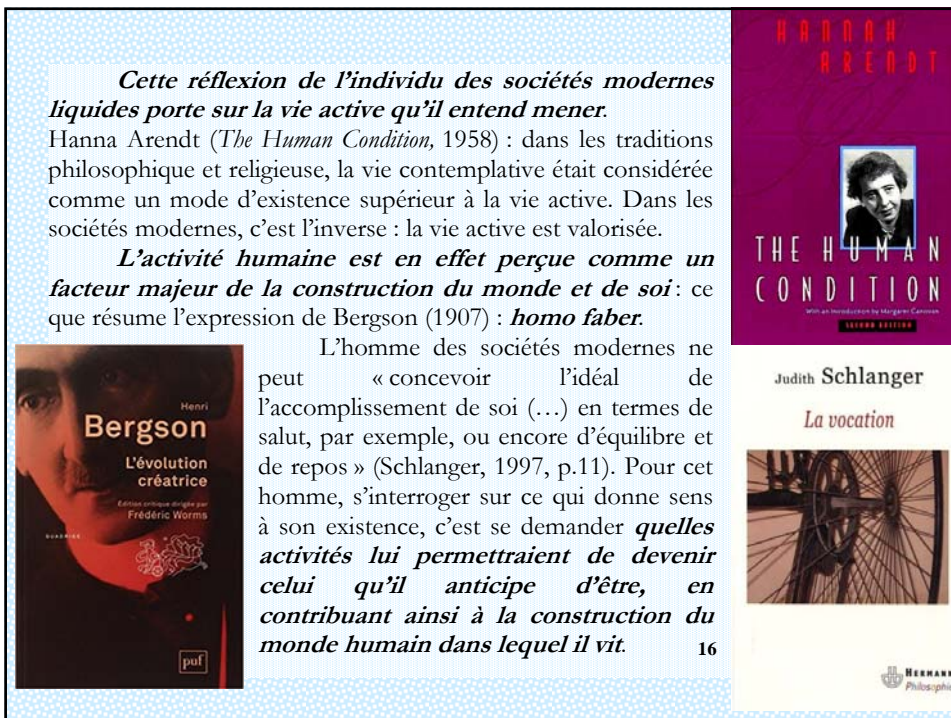 Cette réflexion de l'individu des sociétés modernes
liquides porte sur la vie active qu'il entend mener.
Hanna Arendt (The Human Condition, 1958) : dans les traditions
philosophique et religieuse, la vie contemplative était considérée
comme un mode d'existence supérieur à la vie active. Dans les
sociétés modernes, c'est l'inverse : la vie active est valorisée.
L'activité humaine est en effet perçue comme un
facteur majeur de la construction du monde et de soi : ce
que résume l'expression de Bergson (1907) : homo faber.
L'homme des sociétés modernes ne
peut « concevoir l'idéal de
l'accomplissement de soi (…) en termes de
salut, par exemple, ou encore d'équilibre et
de repos » (Schlanger, 1997, p.11). Pour cet
homme, s'interroger sur ce qui donne sens
à son existence, c'est se demander quelles
activités lui permettraient de devenir
celui qu'il anticipe d'être, en
contribuant ainsi à la construction du
monde humain dans lequel il vit.
16
HANNAH
ARENDT
THE HUMAN
CONDITION
With an Introduction by Margaret Canovan
SECOND EDITION
Henri
Bergson
L'évolution
créatrice
Édition critique dirigée par
Frédéric Worms
QUADRIGE
puf
Judith Schlanger
La vocation
HERMANN
Philosophie